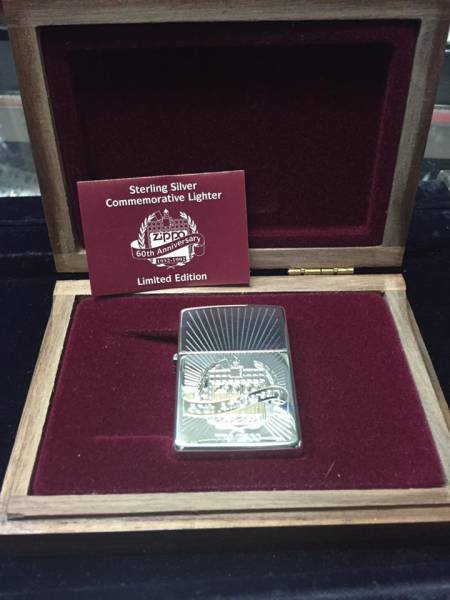 Sterling Silver
Commemorative Lighter
Zippo
60th Anniversary
1932-1992
Limited Edition